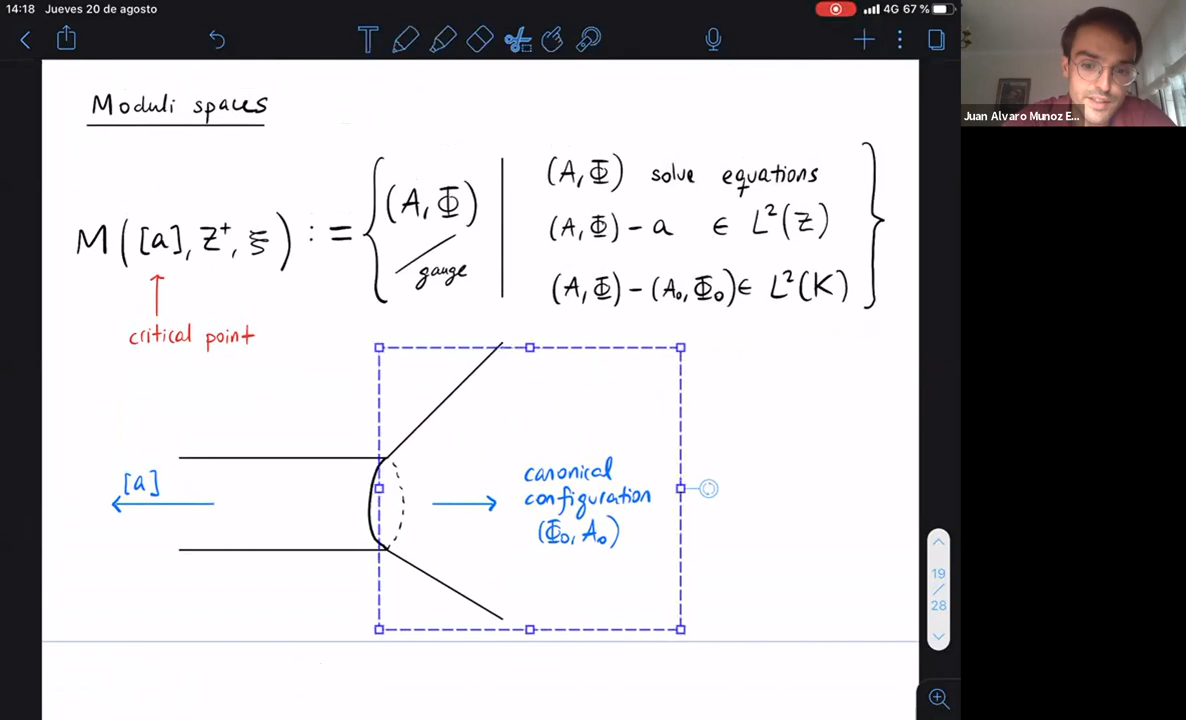 14:18 Jueves 20 de agosto
4G 67 %
Juan Alvaro Munoz E...
Moduli spaces
M([a], Z⁺, ξ) := { (A, Φ) / gauge | (A, Φ) solve equations
(A, Φ) - a ∈ L²(Z)
(A, Φ) - (A₀, Φ₀) ∈ L²(K) }
critical point
[a]
canonical
configuration
(Φ₀, A₀)
19
/
28